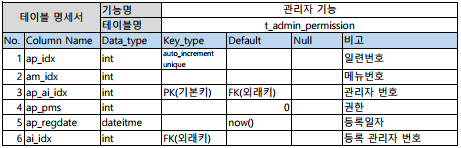 테이블 명세서 기능명 관리자 기능
테이블명 t_admin_permission
No. Column Name Data_type Key_type Default Null 비고
1 ap_idx int auto_increment unique 일련번호
2 am_idx int 메뉴번호
3 ap_ai_idx int PK(기본키) FK(외래키) 관리자 번호
4 ap_pms int 0 권한
5 ap_regdate dateitme now() 등록일자
6 ai_idx int FK(외래키) 등록 관리자 번호